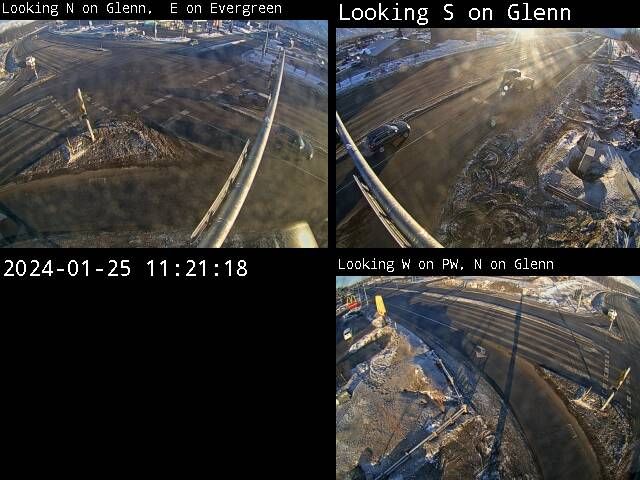 Looking N on Glenn,  E on Evergreen
Looking S on Glenn
2024-01-25 11:21:18
Looking W on PW, N on Glenn